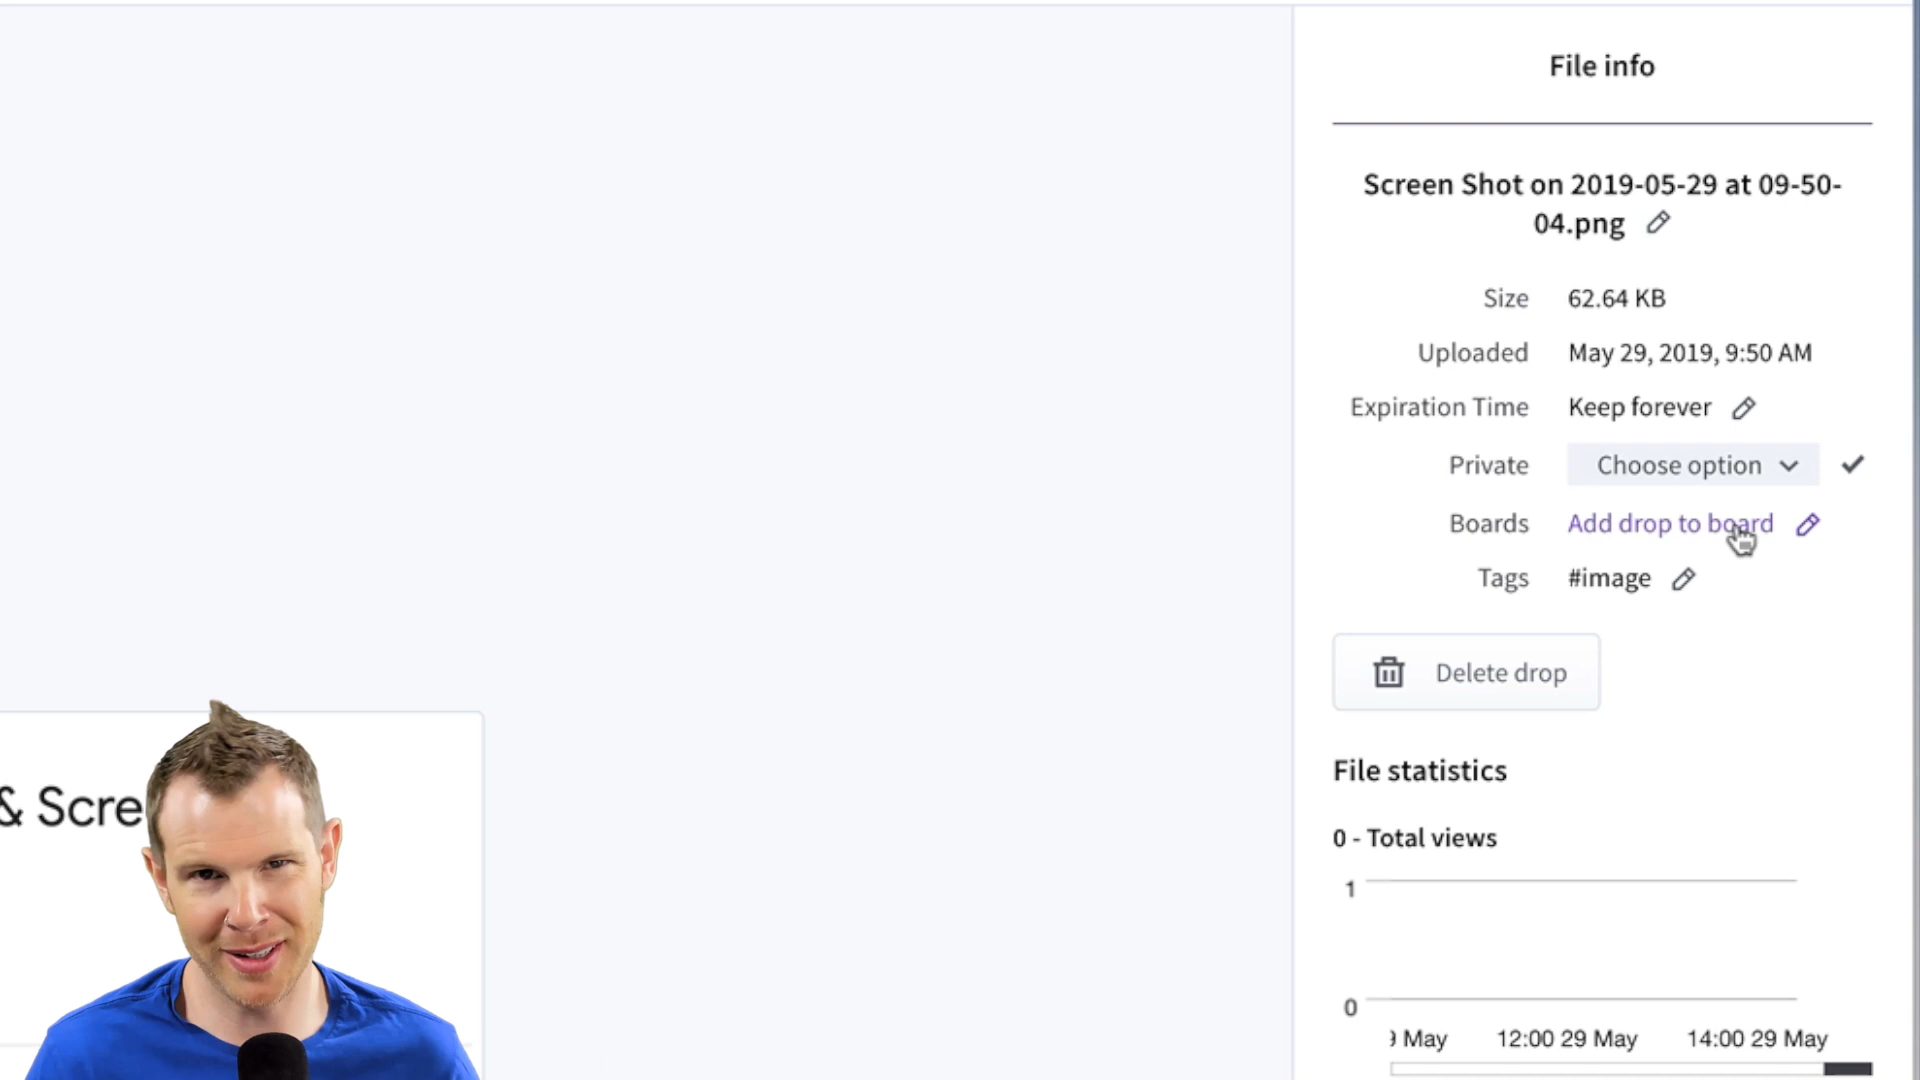 File info
Screen Shot on 2019-05-29 at 09-50-
04.png
Size 62.64 KB
Uploaded May 29, 2019, 9:50 AM
Expiration Time Keep forever
Private Choose option
Boards Add drop to board
Tags #image
Delete drop
& Scre
File statistics
0 - Total views
1
0
May 12:00 29 May 14:00 29 May